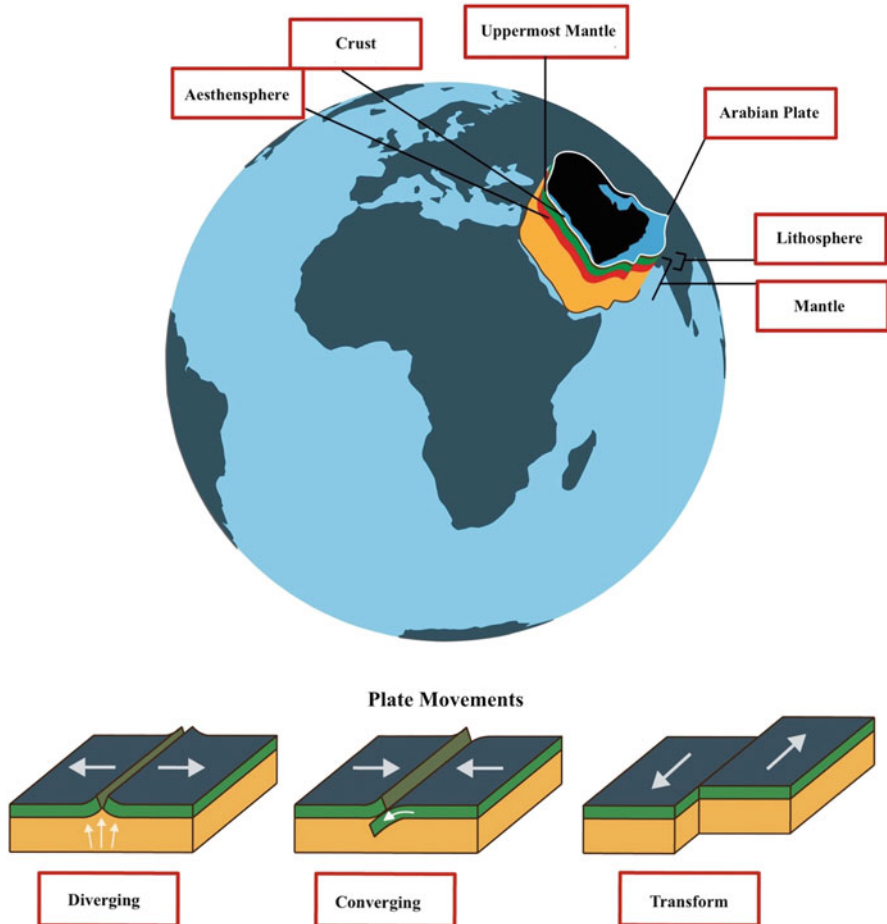 Uppermost Mantle
Crust
Aesthensphere
Arabian Plate
Lithosphere
Mantle
Plate Movements
Diverging
Converging
Transform